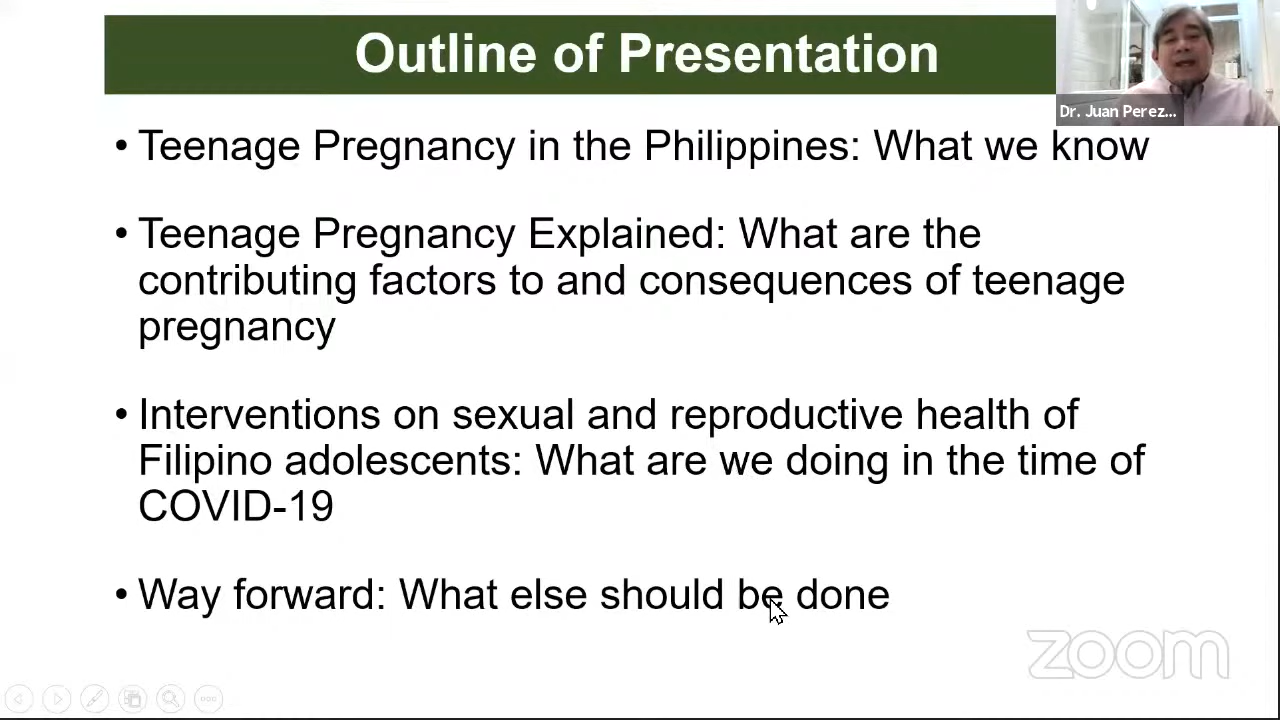 Outline of Presentation
Dr. Juan Perez...
• Teenage Pregnancy in the Philippines: What we know
• Teenage Pregnancy Explained: What are the
contributing factors to and consequences of teenage
pregnancy
• Interventions on sexual and reproductive health of
Filipino adolescents: What are we doing in the time of
COVID-19
• Way forward: What else should be done
zoom